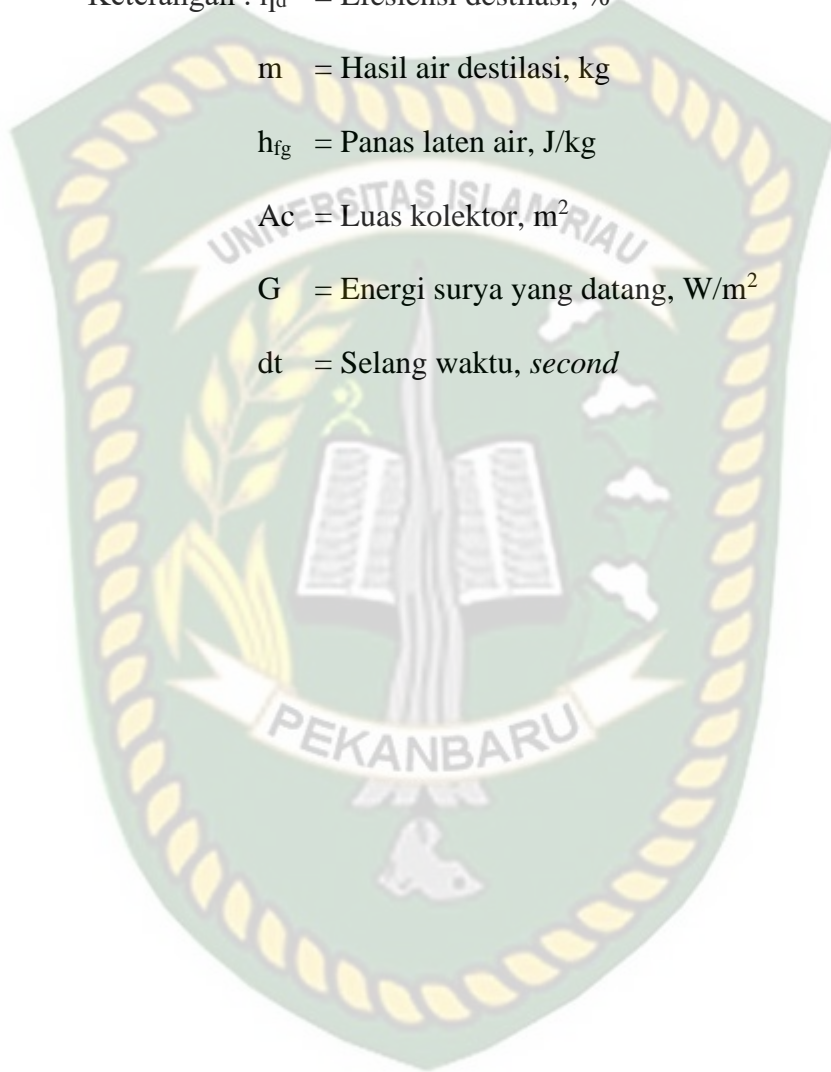 Keterangan : ηd = Efesiensi destilasi, %
m = Hasil air destilasi, kg
hfg = Panas laten air, J/kg
UNIVERSITAS ISLAM RIAU
Ac = Luas kolektor, m²
G = Energi surya yang datang, W/m²
dt = Selang waktu, second
PEKANBARU